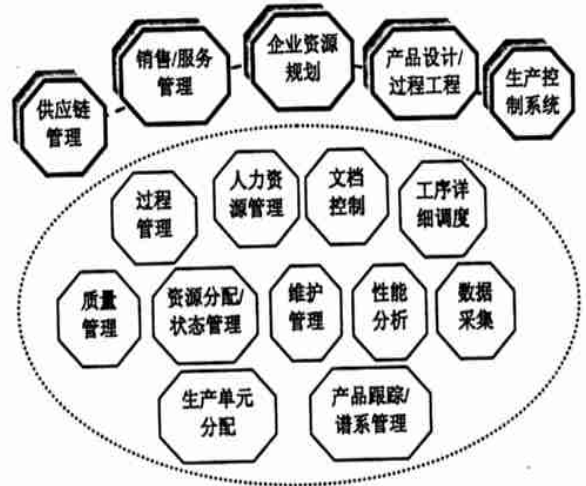 供应链
管理
销售/服务
管理
企业资源
规划
产品设计/
过程工程
生产控
制系统
过程
管理
人力资
源管理
文档
控制
工序详
细调度
质量
管理
资源分配/
状态管理
维护
管理
性能
分析
数据
采集
生产单元
分配
产品跟踪/
谱系管理